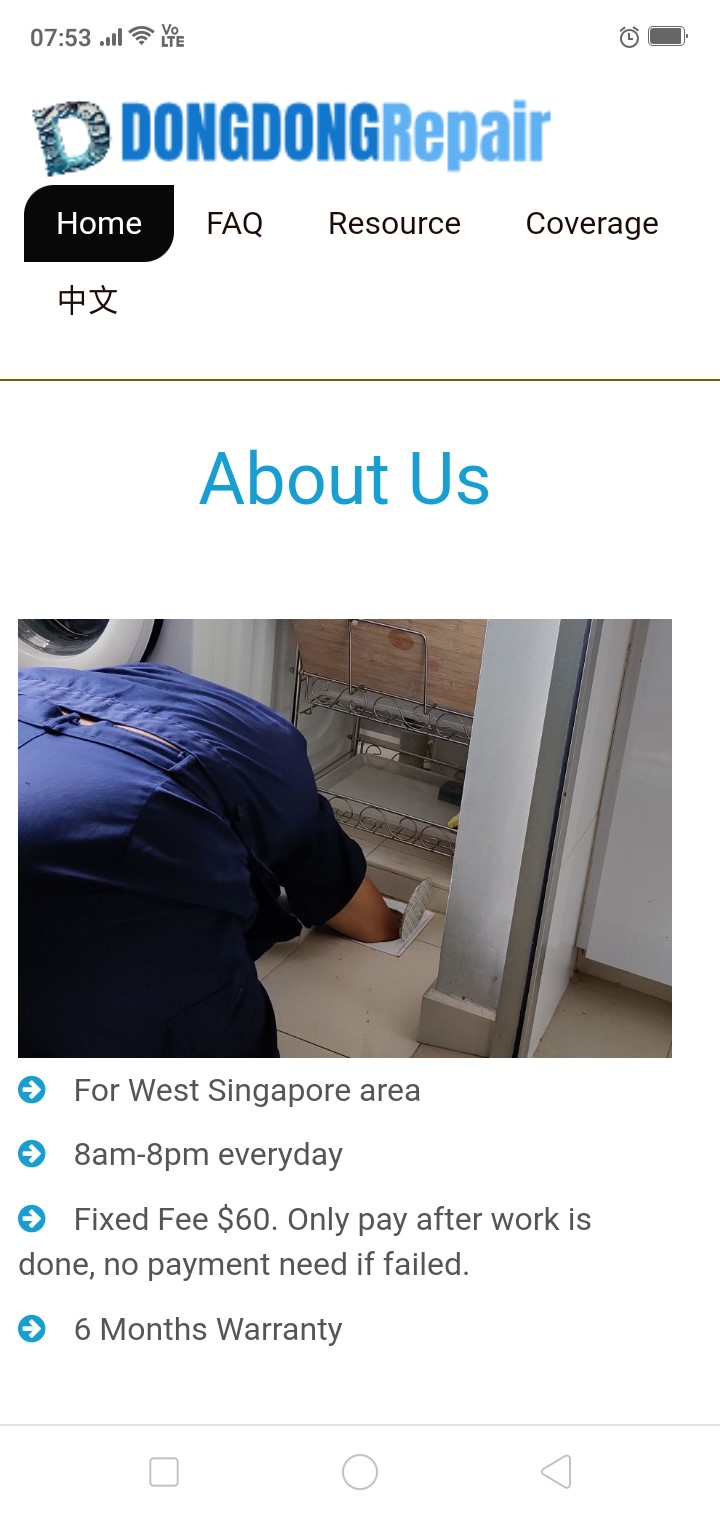 07:53 Vo LTE
DONGDONGRepair
Home FAQ Resource Coverage
中文
About Us
For West Singapore area
8am-8pm everyday
Fixed Fee $60. Only pay after work is
done, no payment need if failed.
6 Months Warranty